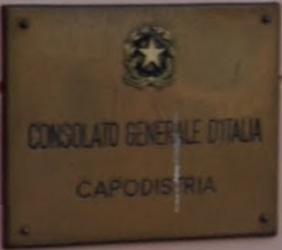 CONSOLATO GENERALE D'ITALIA
CAPODISTRIA